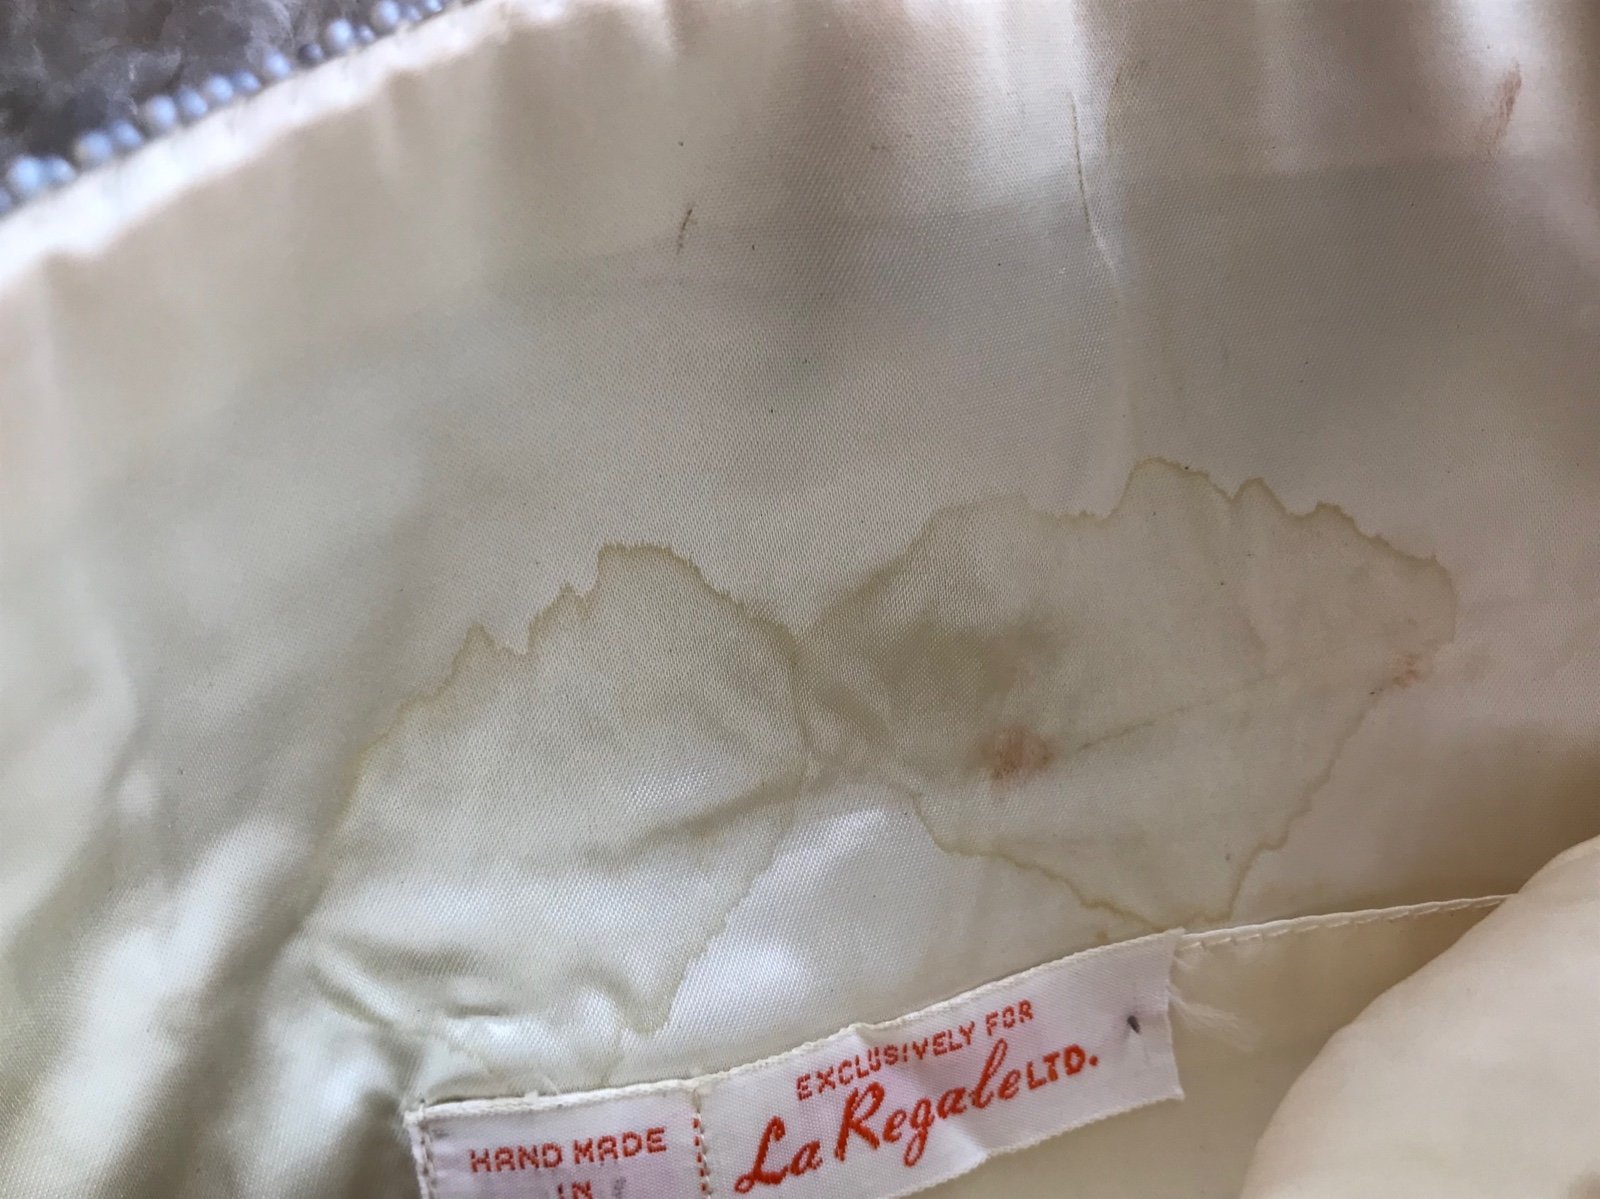 HAND MADE
IN
EXCLUSIVELY FOR
La Regale LTD.